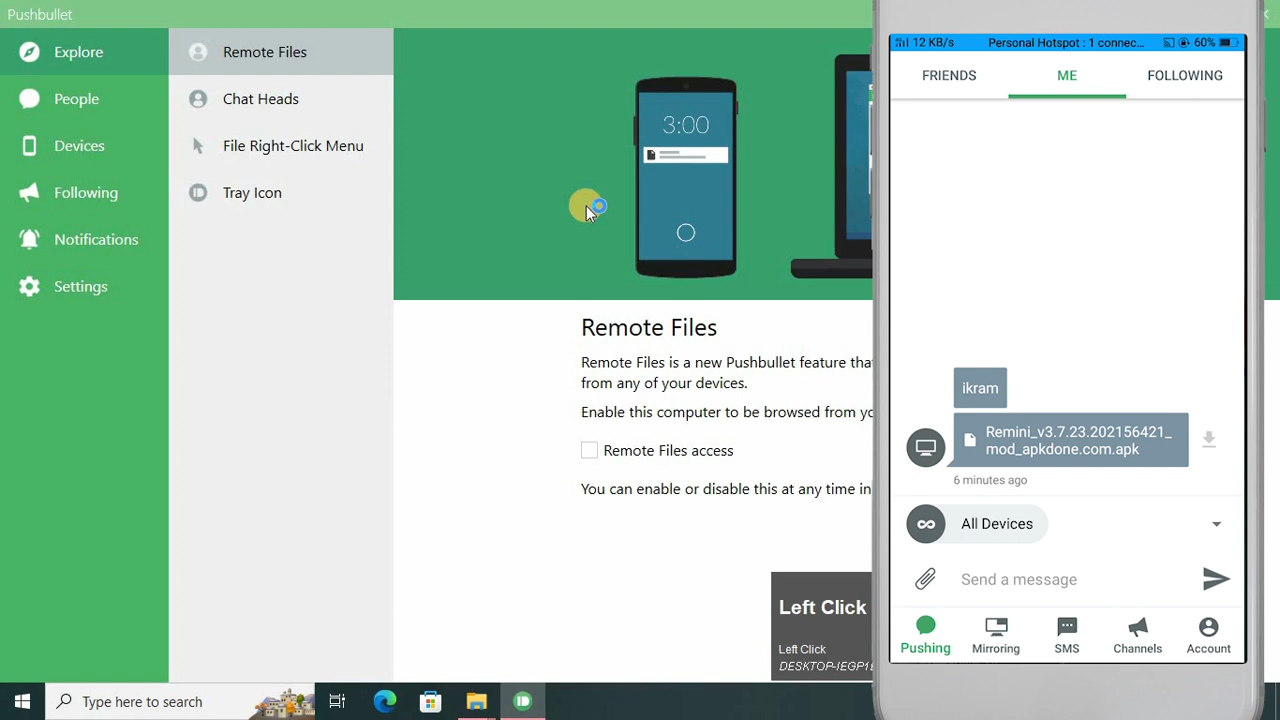 Pushbullet
Explore
People
Devices
Following
Notifications
Settings
Remote Files
Chat Heads
File Right-Click Menu
Tray Icon
3:00
Remote Files
Remote Files is a new Pushbullet feature
from any of your devices.
Enable this computer to be browsed from
Remote Files access
You can enable or disable this at any time in
Left Click
Left Click
Type here to search
12 KB/s
Personal Hotspot : 1 connec...
60%
FRIENDS
ME
FOLLOWING
ikram
Remini_v3.7.23.202156421_
mod_apkdone.com.apk
6 minutes ago
All Devices
Send a message
Pushing
Mirroring
SMS
Channels
Account